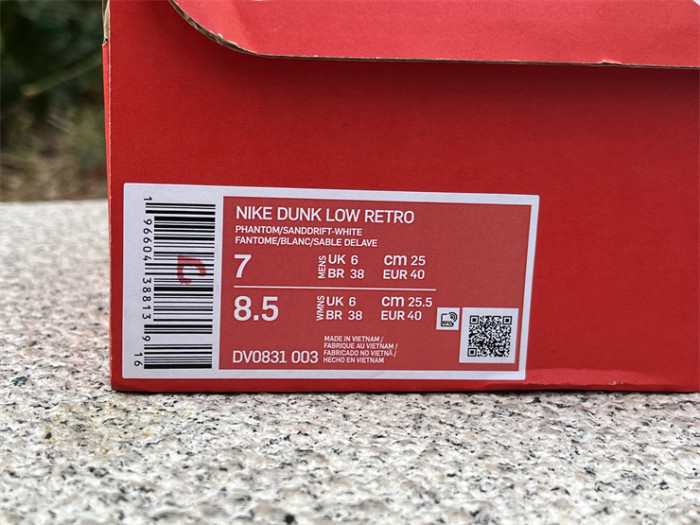 NIKE DUNK LOW RETRO
PHANTOM/SANDDRIFT-WHITE
FANTOME/BLANC/SABLE DELAVE
7 MENS UK 6 cm 25
BR 38 EUR 40
8.5 WMNS UK 6 cm 25.5
BR 38 EUR 40
DV0831 003
MADE IN VIETNAM /
FABRIQUÉ AU VIETNAM /
FABRICADO NO VIETNÃ /
HECHO EN VIETNAM
1 96604 38813 9 16